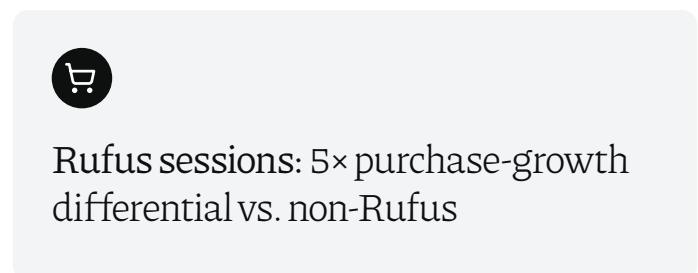 Rufus sessions: 5× purchase-growth
differential vs. non-Rufus